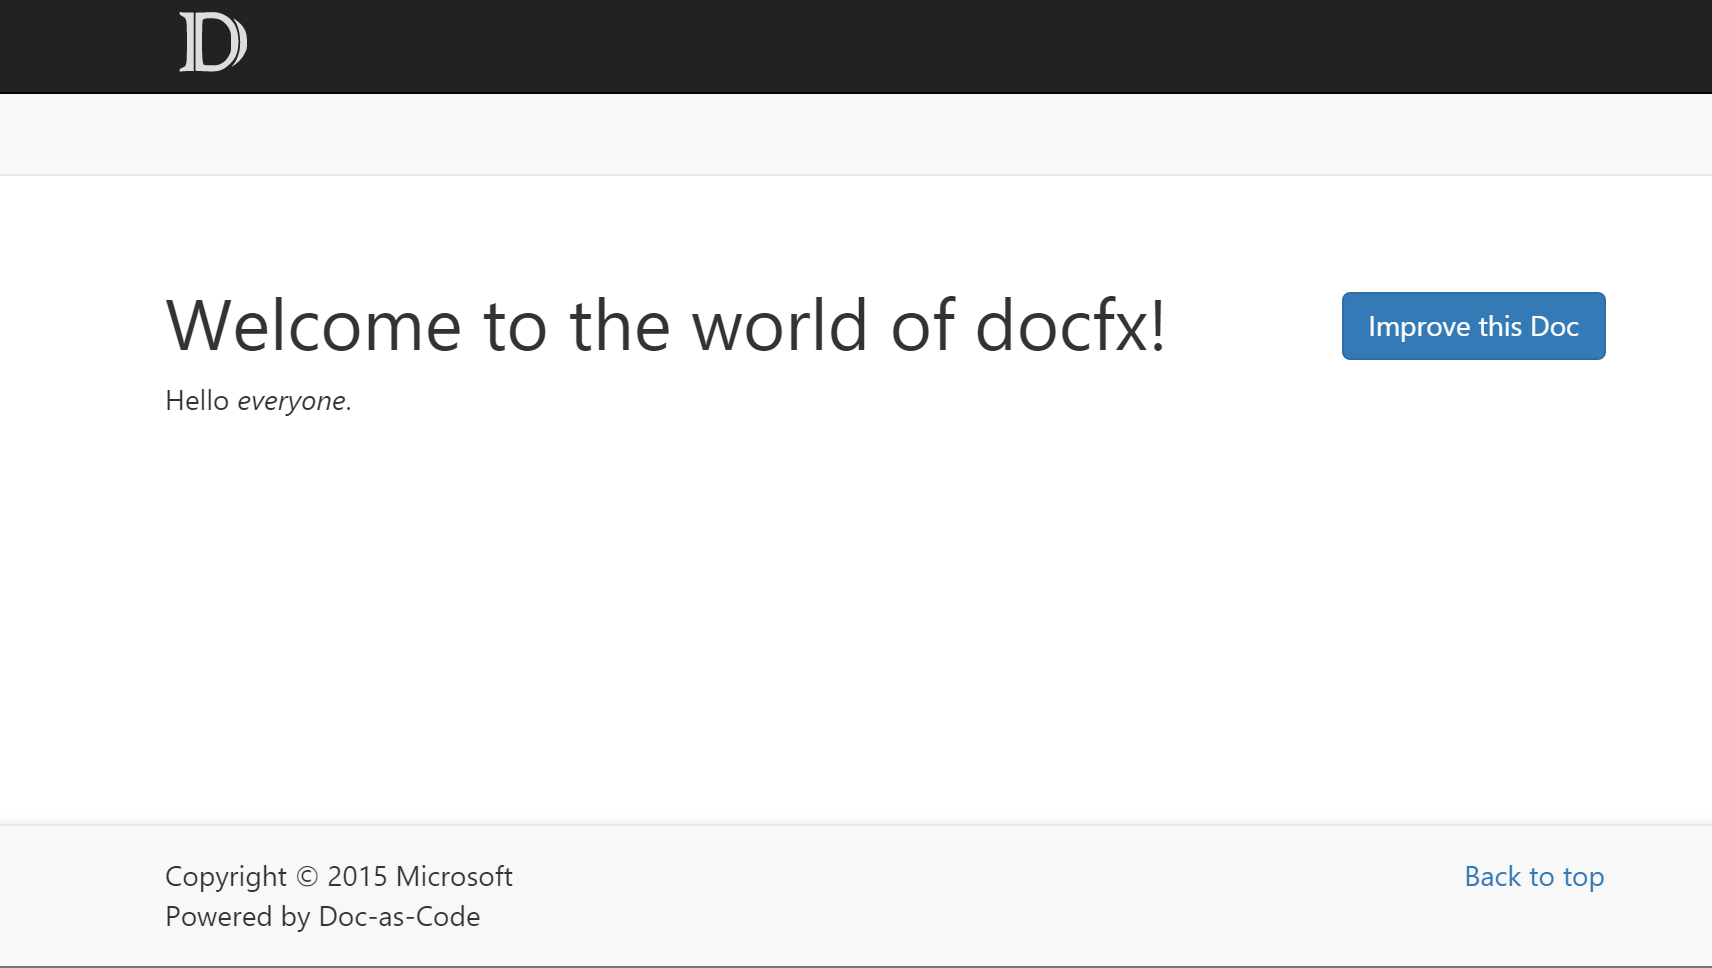 D
Welcome to the world of docfx!
Improve this Doc
Hello everyone.
Copyright © 2015 Microsoft
Back to top
Powered by Doc-as-Code